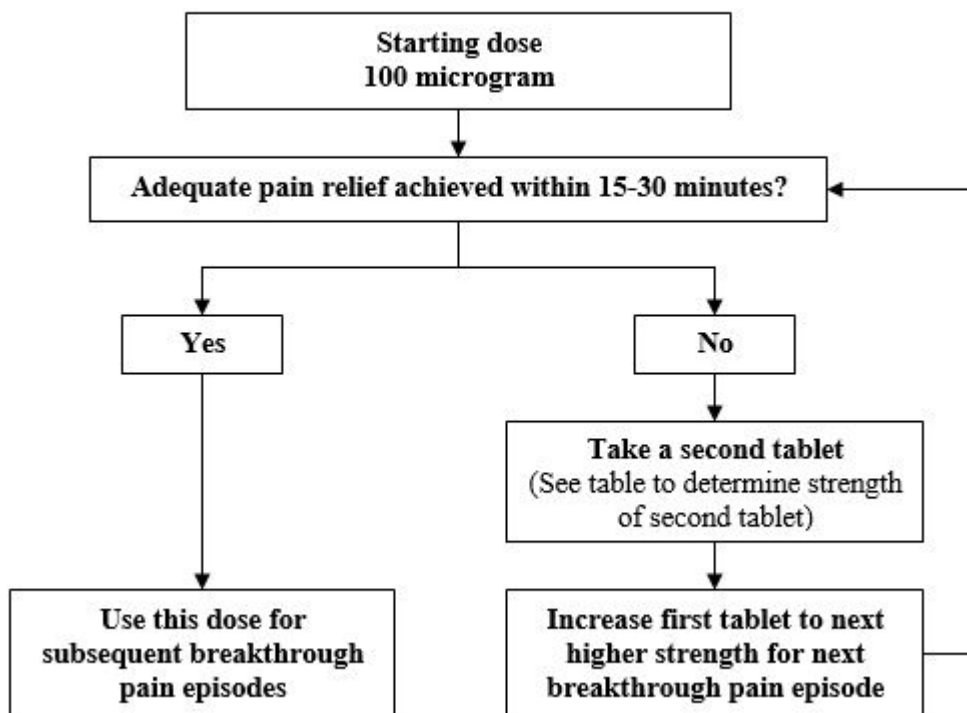 Starting dose
100 microgram
Adequate pain relief achieved within 15-30 minutes?
Yes
No
Take a second tablet
(See table to determine strength
of second tablet)
Use this dose for
subsequent breakthrough
pain episodes
Increase first tablet to next
higher strength for next
breakthrough pain episode